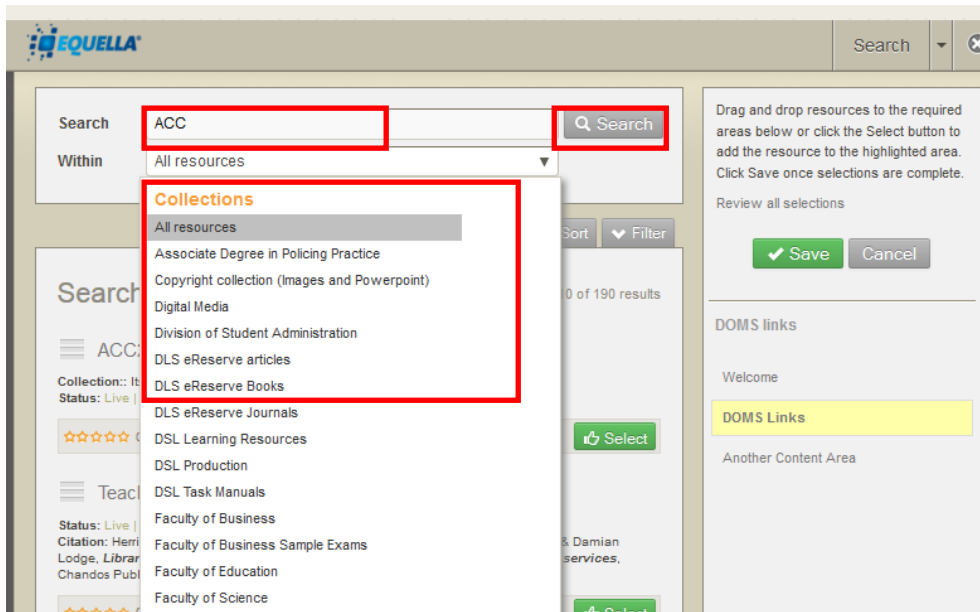 EQUELLA
Search
Search
ACC
Search
Within
All resources
Collections
All resources
Associate Degree in Policing Practice
Copyright collection (Images and Powerpoint)
Digital Media
Division of Student Administration
DLS eReserve articles
DLS eReserve Books
DLS eReserve Journals
DSL Learning Resources
DSL Production
DSL Task Manuals
Faculty of Business
Faculty of Business Sample Exams
Faculty of Education
Faculty of Science
Sort
Filter
Search
of 190 results
Collection::
Status: Live |
Select
Status: Live |
Citation:
& Damian
Lodge,
services,
Chandos
Select
Drag and drop resources to the required
areas below or click the Select button to
add the resource to the highlighted area.
Click Save once selections are complete.
Review all selections
Save
Cancel
DOMS links
Welcome
DOMS Links
Another Content Area